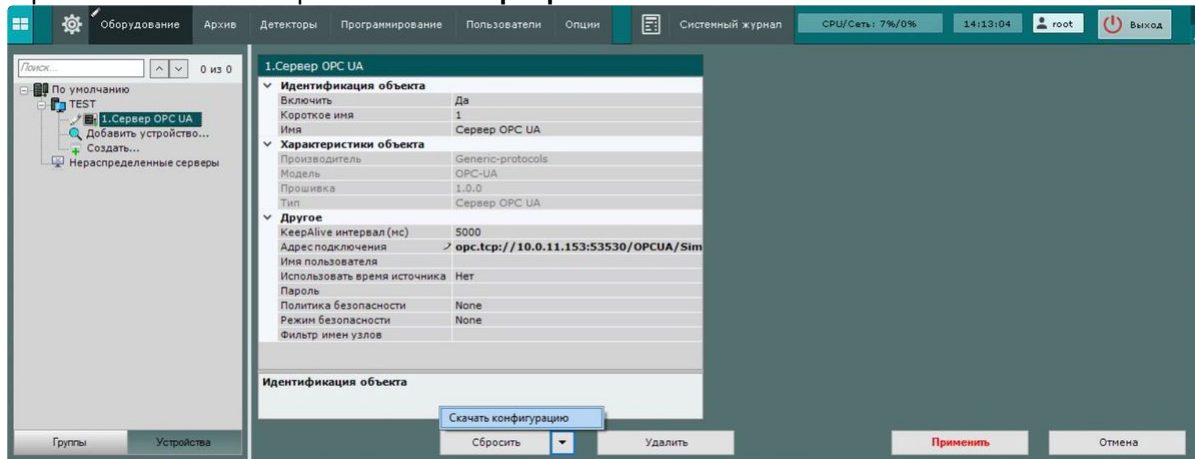 Оборудование Архив Детекторы Программирование Пользователи Опции Системный журнал CPU/Сеть: 7%/0% 14:13:04 root Выход
Поиск... 0 из 0
По умолчанию
TEST
1.Сервер OPC UA
Добавить устройство...
Создать...
Нераспределенные серверы
Группы Устройства
1.Сервер OPC UA
Идентификация объекта
Включить Да
Короткое имя 1
Имя Сервер OPC UA
Характеристики объекта
Производитель Generic-protocols
Модель OPC-UA
Прошивка 1.0.0
Тип Сервер OPC UA
Другое
KeepAlive интервал (мс) 5000
Адрес подключения opc.tcp://10.0.11.153:53530/OPCUA/Sim
Имя пользователя
Использовать время источника Нет
Пароль
Политика безопасности None
Режим безопасности None
Фильтр имен узлов
Идентификация объекта
Скачать конфигурацию
Сбросить Удалить Применить Отмена